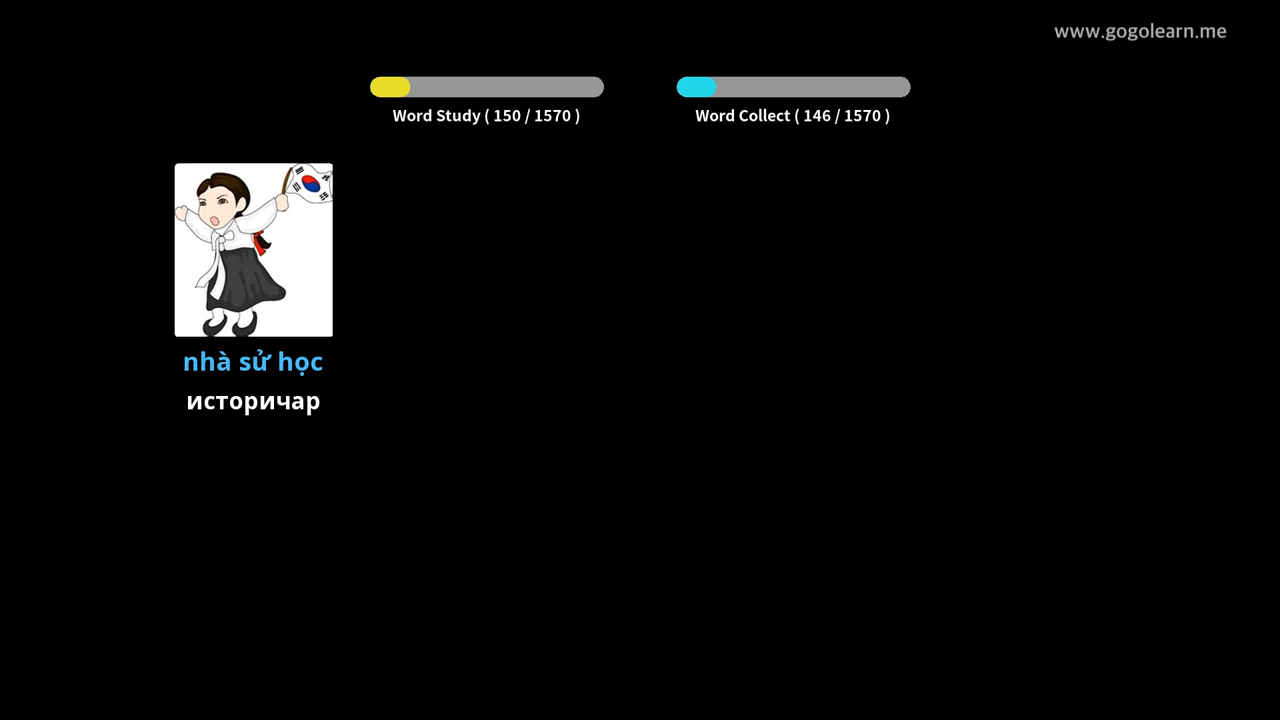 www.gogolearn.me
Word Study ( 150 / 1570 )
Word Collect ( 146 / 1570 )
nhà sử học
историчар